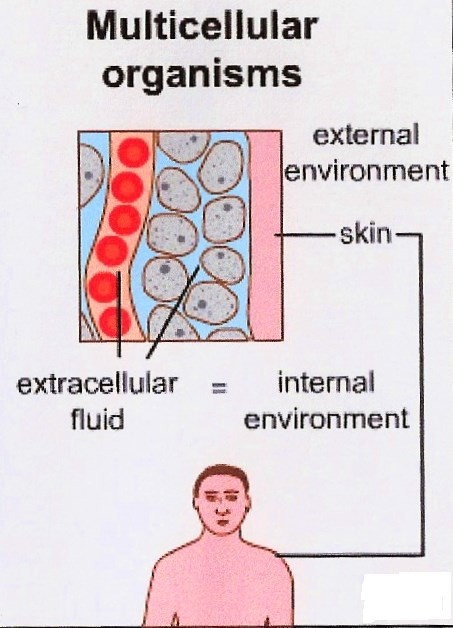 Multicellular
organisms
external
environment
skin
extracellular = internal
fluid environment